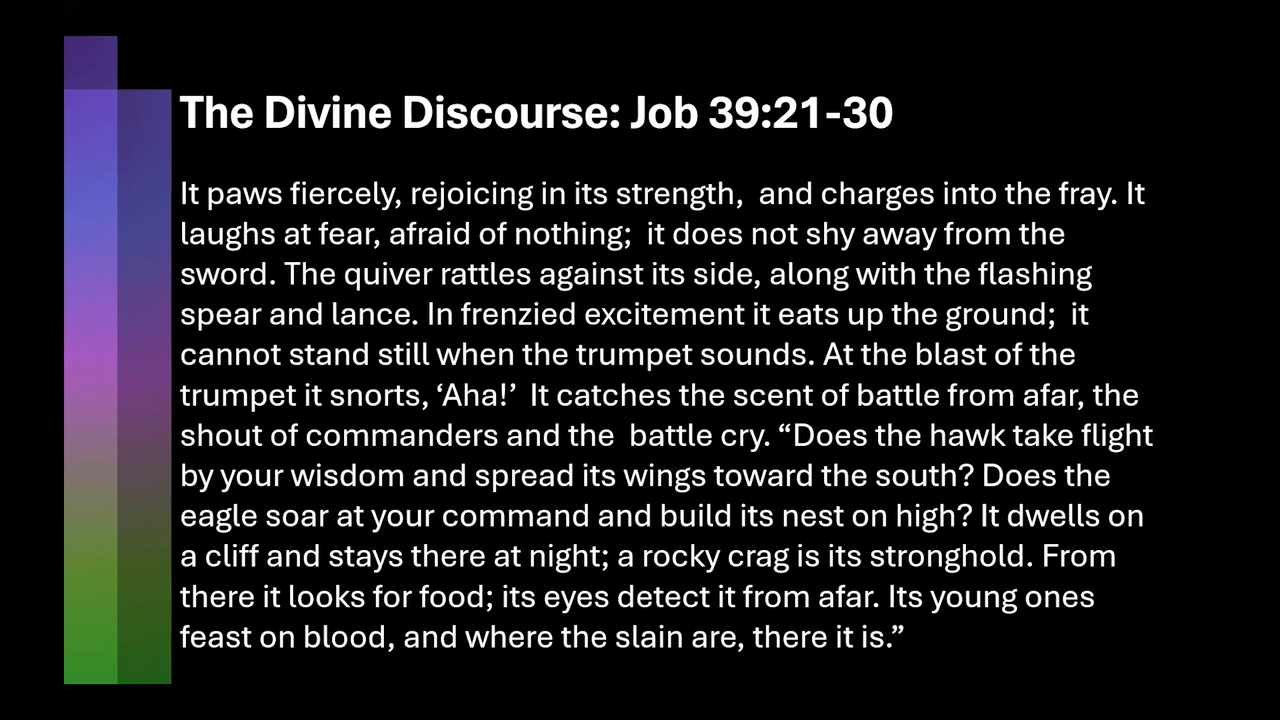 The Divine Discourse: Job 39:21-30
It paws fiercely, rejoicing in its strength,  and charges into the fray. It
laughs at fear, afraid of nothing;  it does not shy away from the
sword. The quiver rattles against its side, along with the flashing
spear and lance. In frenzied excitement it eats up the ground;  it
cannot stand still when the trumpet sounds. At the blast of the
trumpet it snorts, ‘Aha!’  It catches the scent of battle from afar, the
shout of commanders and the  battle cry. “Does the hawk take flight
by your wisdom and spread its wings toward the south? Does the
eagle soar at your command and build its nest on high? It dwells on
a cliff and stays there at night; a rocky crag is its stronghold. From
there it looks for food; its eyes detect it from afar. Its young ones
feast on blood, and where the slain are, there it is.”